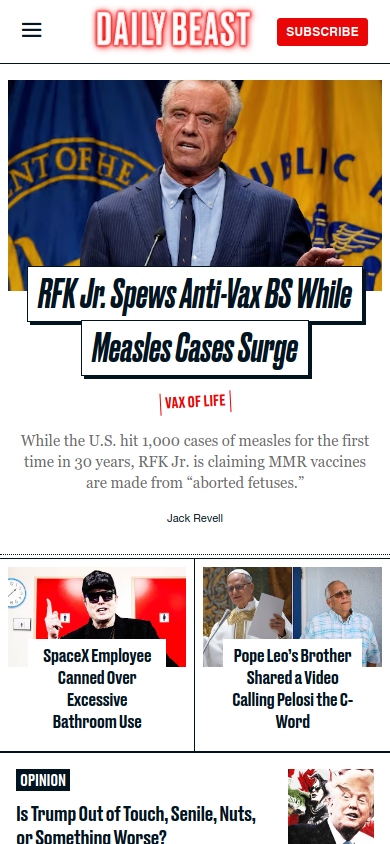 DAILY BEAST
SUBSCRIBE
NT OF HE
UBLIC H
RFK Jr. Spews Anti-Vax BS While
Measles Cases Surge
VAX OF LIFE
While the U.S. hit 1,000 cases of measles for the first
time in 30 years, RFK Jr. is claiming MMR vaccines
are made from “aborted fetuses.”
Jack Revell
SpaceX Employee
Canned Over
Excessive
Bathroom Use
Pope Leo’s Brother
Shared a Video
Calling Pelosi the C-
Word
OPINION
Is Trump Out of Touch, Senile, Nuts,
or Something Worse?